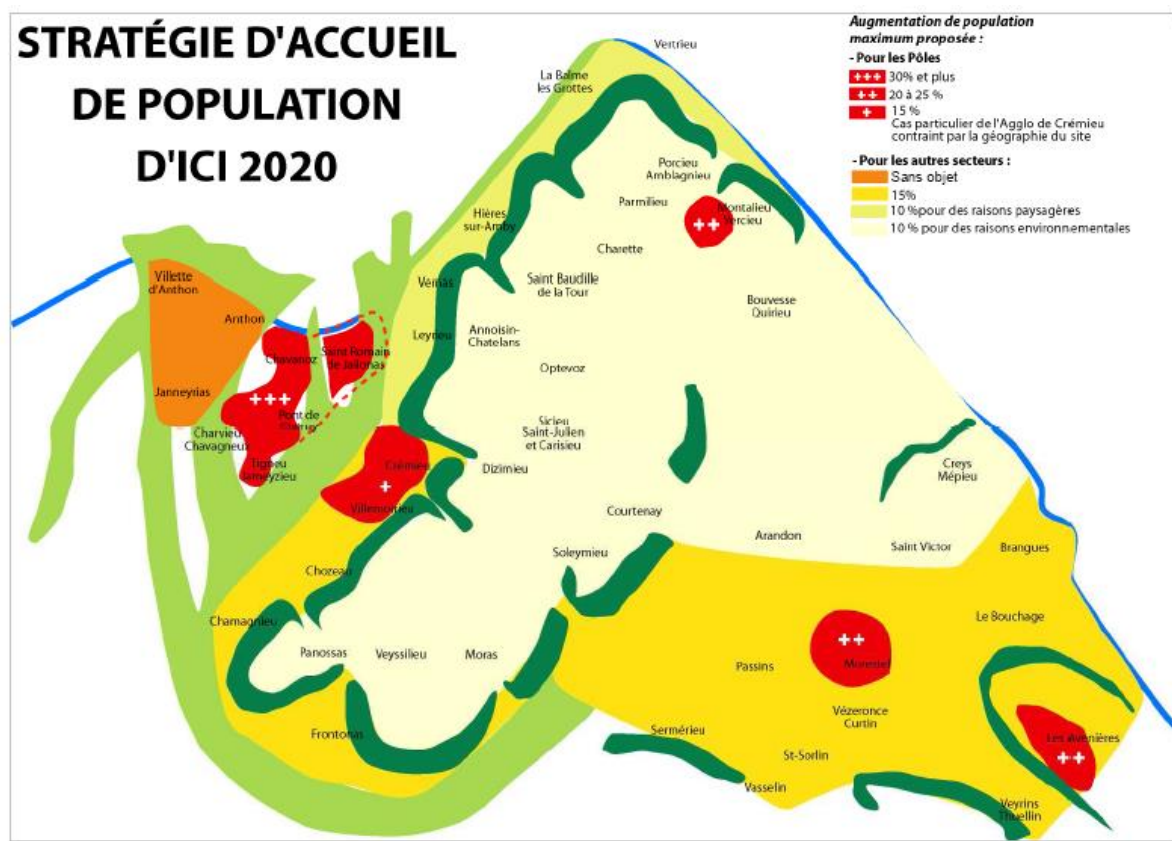 STRATÉGIE D'ACCUEIL
DE POPULATION
D'ICI 2020
Augmentation de population
maximum proposée :
- Pour les Pôles
+++ 30% et plus
++ 20 à 25 %
+ 15 %
Cas particulier de l'Agglo de Crémieu
contraint par la géographie du site
- Pour les autres secteurs :
Sans objet
15%
10 %pour des raisons paysagères
10 % pour des raisons environnementales
Vertrieu
La Balme
les Grottes
Porcieu
Amblagnieu
Parmilieu
Montalieu
Vercieu
++
Hières
sur-Amby
Charette
Villette
d'Anthon
Vernas
Saint Baudille
de la Tour
Bouvesse
Quirieu
Anthon
Leyrieu
Annoisin-
Chatelans
Chavanoz
Saint Romain
de Jalionas
Optevoz
Janneyrias
+++
Pont de
Charvieu
Chavagneux
Sicieu
Saint-Julien
et Carisieu
Tigneu
Jameyzieu
Crémieu
+
Dizimieu
Creys
Mépieu
Villemoirieu
Courtenay
Arandon
Saint Victor
Brangues
Soleymieu
Chozeau
Chamagnieu
Le Bouchage
Panossas
Veyssilieu
Moras
++
Morestel
Passins
Vézeronce
Curtin
Frontonas
Sermérieu
Les Avenières
++
St-Sorlin
Vasselin
Veyrins
Thuellin